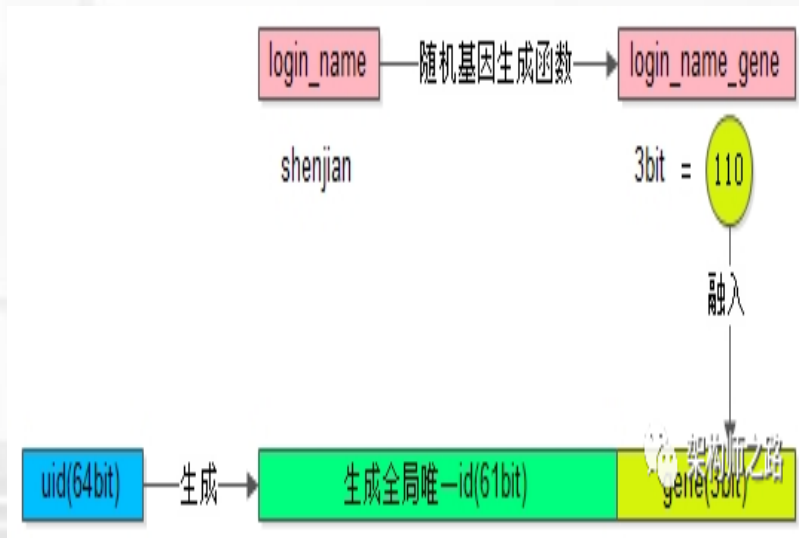 login_name
随机基因生成函数
login_name_gene
shenjian
3bit = 110
融入
uid(64bit)
生成
生成全局唯一id(61bit)
gene(3bit)
架构师之路